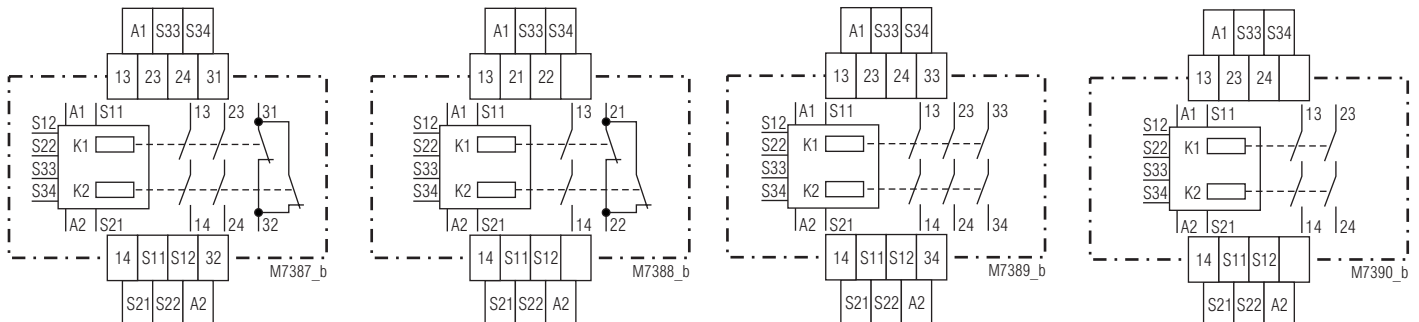 A1 S33 S34
13 23 24 31
A1 S11 13 23 31
S12
S22 K1
S33
S34 K2
A2 S21 14 24 32
14 S11 S12 32
M7387_b
S21 S22 A2
A1 S33 S34
13 21 22
A1 S11 13 21
S12
S22 K1
S33
S34 K2
A2 S21 14 22
14 S11 S12
M7388_b
S21 S22 A2
A1 S33 S34
13 23 24 33
A1 S11 13 23 33
S12
S22 K1
S33
S34 K2
A2 S21 14 24 34
14 S11 S12 34
M7389_b
S21 S22 A2
A1 S33 S34
13 23 24
A1 S11 13 23
S12
S22 K1
S33
S34 K2
A2 S21 14 24
14 S11 S12
M7390_b
S21 S22 A2